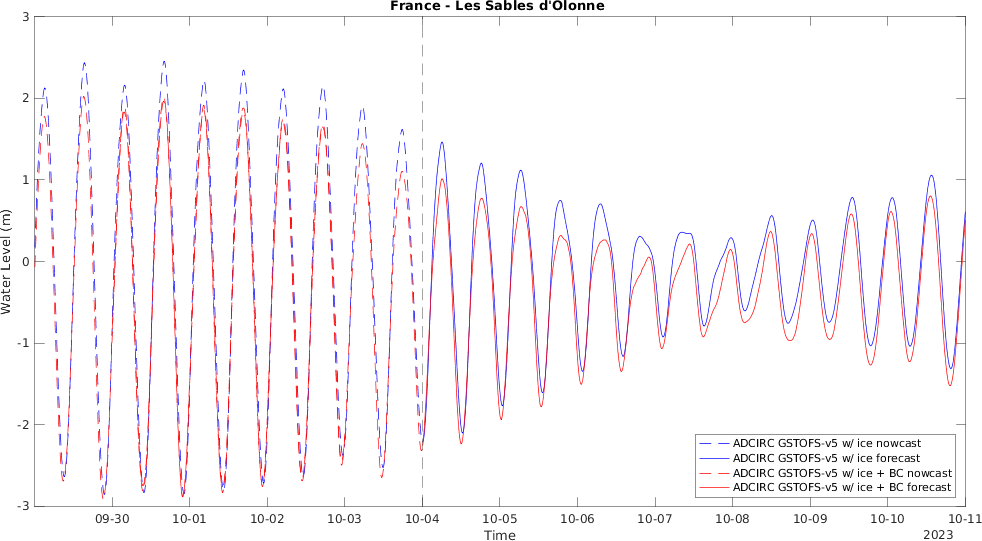 France - Les Sables d'Olonne
3
2
1
0
-1
-2
-3
Water Level (m)
ADCIRC GSTOFS-v5 w/ ice nowcast
ADCIRC GSTOFS-v5 w/ ice forecast
ADCIRC GSTOFS-v5 w/ ice + BC nowcast
ADCIRC GSTOFS-v5 w/ ice + BC forecast
09-30 10-01 10-02 10-03 10-04 10-05 10-06 10-07 10-08 10-09 10-10 10-11
Time
2023